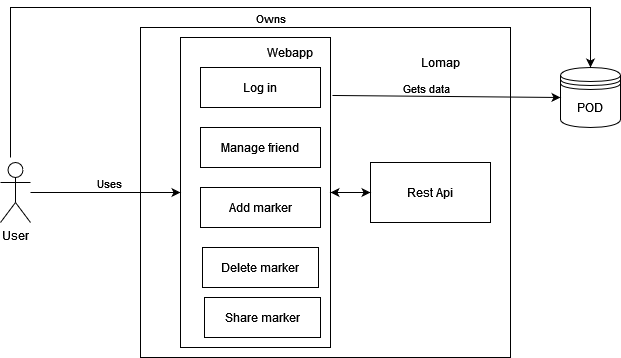 Owns
Webapp
Lomap
Log in
Gets data
POD
Manage friend
Uses
Rest Api
Add marker
User
Delete marker
Share marker